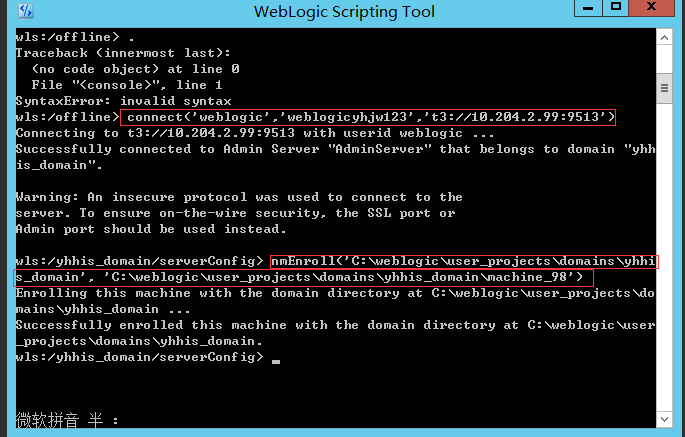 WebLogic Scripting Tool
wls:/offline> .
Traceback (innermost last):
  (no code object) at line 0
  File "<console>", line 1
SyntaxError: invalid syntax
wls:/offline> connect('weblogic','weblogicyhjw123','t3://10.204.2.99:9513')
Connecting to t3://10.204.2.99:9513 with userid weblogic ...
Successfully connected to Admin Server "AdminServer" that belongs to domain "yhh
is_domain".
Warning: An insecure protocol was used to connect to the
server. To ensure on-the-wire security, the SSL port or
Admin port should be used instead.
wls:/yhhis_domain/serverConfig> nmEnroll('C:\weblogic\user_projects\domains\yhhi
s_domain', 'C:\weblogic\user_projects\domains\yhhis_domain\machine_98')
Enrolling this machine with the domain directory at C:\weblogic\user_projects\do
mains\yhhis_domain ...
Successfully enrolled this machine with the domain directory at C:\weblogic\user
_projects\domains\yhhis_domain.
wls:/yhhis_domain/serverConfig> _
微软拼音 半 :